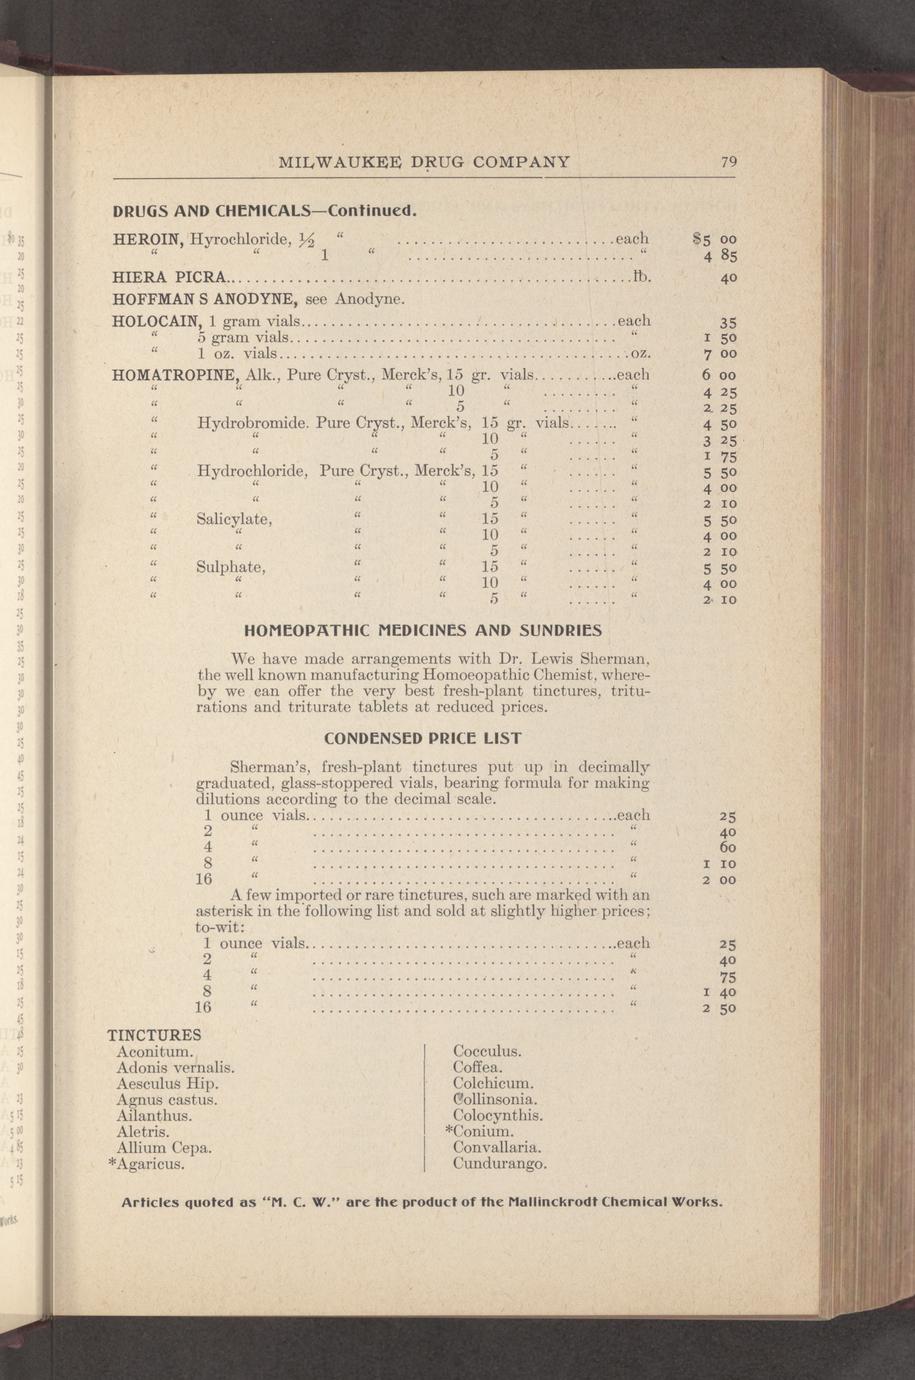 MILWAUKEE DRUG COMPANY 79
DRUGS AND CHEMICALS—Continued.
HEROIN, Hyrochloride, ½ “ ........................each $5 00
“ “ 1 “ ........................ “ 4 85
HIERA PICRA........................lb. 40
HOFFMAN S ANODYNE, see Anodyne.
HOLOCAIN, 1 gram vials........................each 35
“ 5 gram vials........................ “ 1 50
“ 1 oz. vials........................oz. 7 00
HOMATROPINE, Alk., Pure Cryst., Merck's, 15 gr. vials..........each 6 00
“ “ “ “ 10 “ ......... “ 4 25
“ “ “ “ 5 “ ......... “ 2 25
“ Hydrobromide. Pure Cryst., Merck's, 15 gr. vials...... “ 4 50
“ “ “ “ 10 “ ...... “ 3 25
“ “ “ “ 5 “ ...... “ 1 75
“ Hydrochloride, Pure Cryst., Merck's, 15 “ ...... “ 5 50
“ “ “ “ 10 “ ...... “ 4 00
“ “ “ “ 5 “ ...... “ 2 10
“ Salicylate, “ “ 15 “ ...... “ 5 50
“ “ “ “ 10 “ ...... “ 4 00
“ “ “ “ 5 “ ...... “ 2 10
“ Sulphate, “ “ 15 “ ...... “ 5 50
“ “ “ “ 10 “ ...... “ 4 00
“ “ “ “ 5 “ ...... “ 2 10
HOMEOPATHIC MEDICINES AND SUNDRIES
We have made arrangements with Dr. Lewis Sherman,
the well known manufacturing Homoeopathic Chemist, where-
by we can offer the very best fresh-plant tinctures, tritu-
rations and triturate tablets at reduced prices.
CONDENSED PRICE LIST
Sherman's, fresh-plant tinctures put up in decimally
graduated, glass-stoppered vials, bearing formula for making
dilutions according to the decimal scale.
1 ounce vials........................each 25
2 “ ........................ “ 40
4 “ ........................ “ 60
8 “ ........................ “ 1 10
16 “ ........................ “ 2 00
A few imported or rare tinctures, such are marked with an
asterisk in the following list and sold at slightly higher prices;
to-wit:
1 ounce vials........................each 25
2 “ ........................ “ 40
4 “ ........................ “ 75
8 “ ........................ “ 1 40
16 “ ........................ “ 2 50
TINCTURES
Aconitum.
Adonis vernalis.
Aesculus Hip.
Agnus castus.
Ailanthus.
Aletris.
Allium Cepa.
*Agaricus.
Cocculus.
Coffea.
Colchicum.
Collinsonia.
Colocynthis.
*Conium.
Convallaria.
Cundurango.
Articles quoted as “M. C. W.” are the product of the Mallinckrodt Chemical Works.